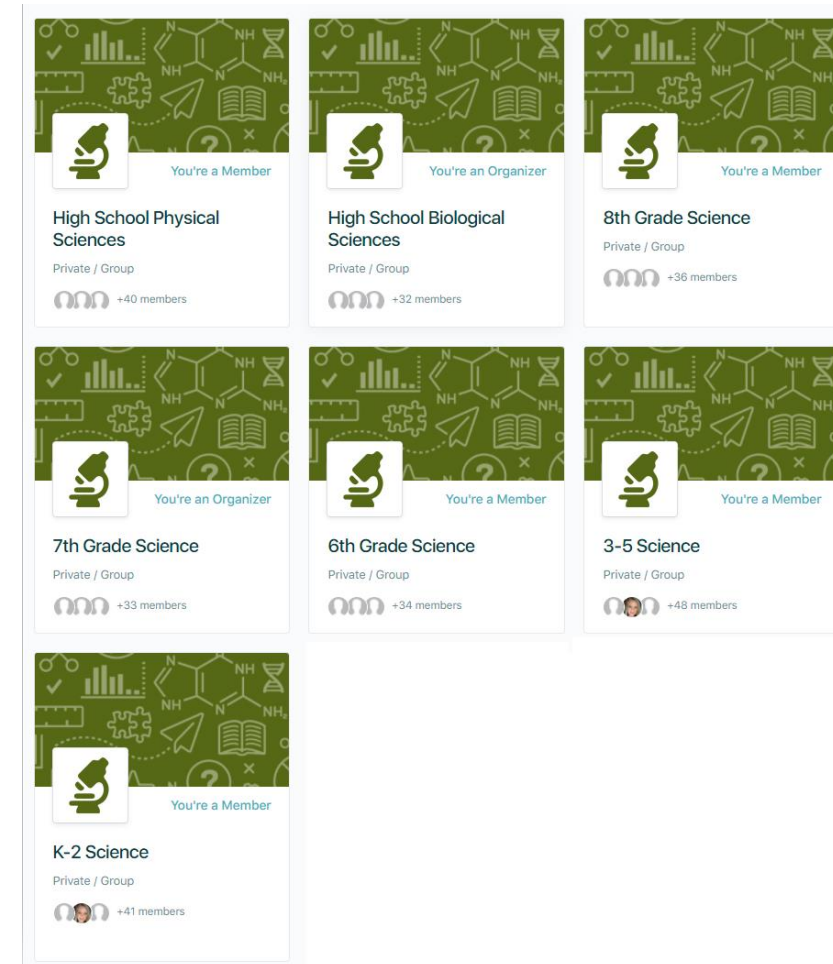 You're a Member
High School Physical
Sciences
Private / Group
+40 members
You're an Organizer
High School Biological
Sciences
Private / Group
+32 members
You're a Member
8th Grade Science
Private / Group
+36 members
You're an Organizer
7th Grade Science
Private / Group
+33 members
You're a Member
6th Grade Science
Private / Group
+34 members
You're a Member
3-5 Science
Private / Group
+48 members
You're a Member
K-2 Science
Private / Group
+41 members